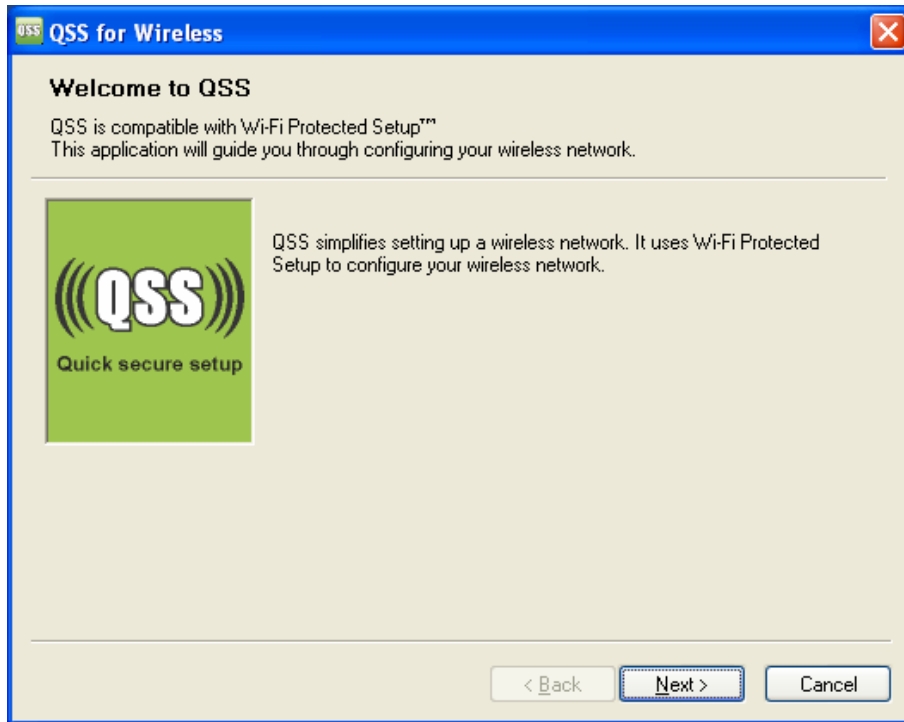 QSS QSS for Wireless
Welcome to QSS
QSS is compatible with Wi-Fi Protected Setup™
This application will guide you through configuring your wireless network.
QSS simplifies setting up a wireless network. It uses Wi-Fi Protected
Setup to configure your wireless network.
(((QSS)))
Quick secure setup
< Back Next > Cancel